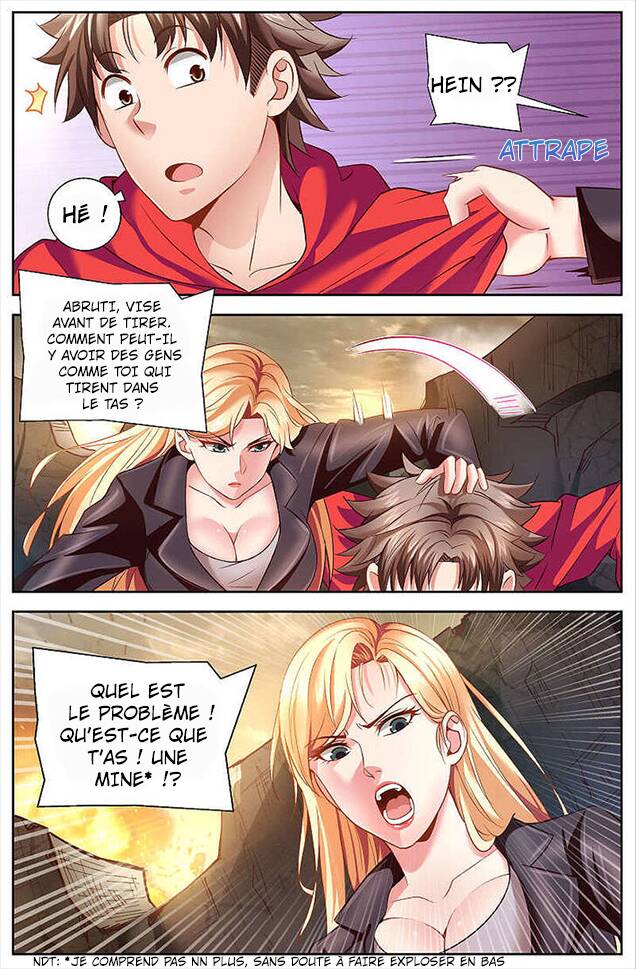 HEIN ??
ATTRAPE
HÉ !
ABRUTI, VISE
AVANT DE TIRER.
COMMENT PEUT-IL
Y AVOIR DES GENS
COMME TOI QUI
TIRENT DANS
LE TAS ?
QUEL EST
LE PROBLÈME !
QU'EST-CE QUE
T'AS ! UNE
MINE* !?
NDT: *JE COMPREND PAS NN PLUS, SANS DOUTE À FAIRE EXPLOSER EN BAS